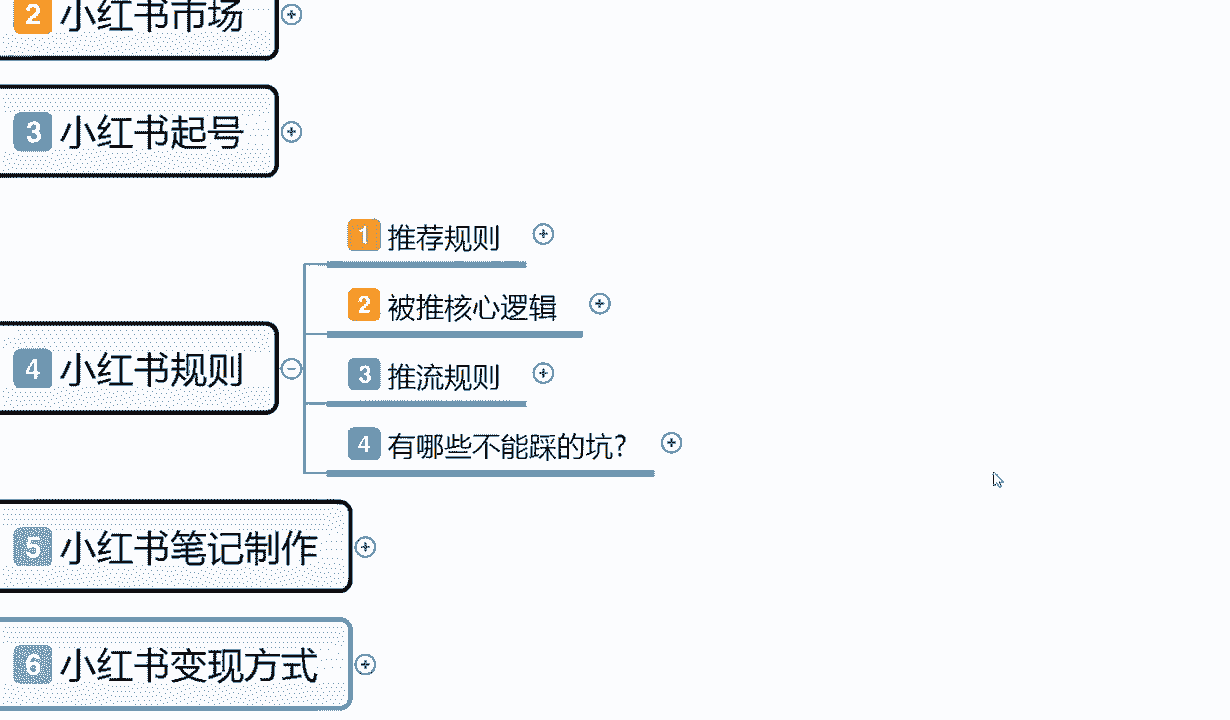 2 小红书市场
3 小红书起号
1 推荐规则
2 被推核心逻辑
4 小红书规则
3 推流规则
4 有哪些不能踩的坑?
5 小红书笔记制作
6 小红书变现方式